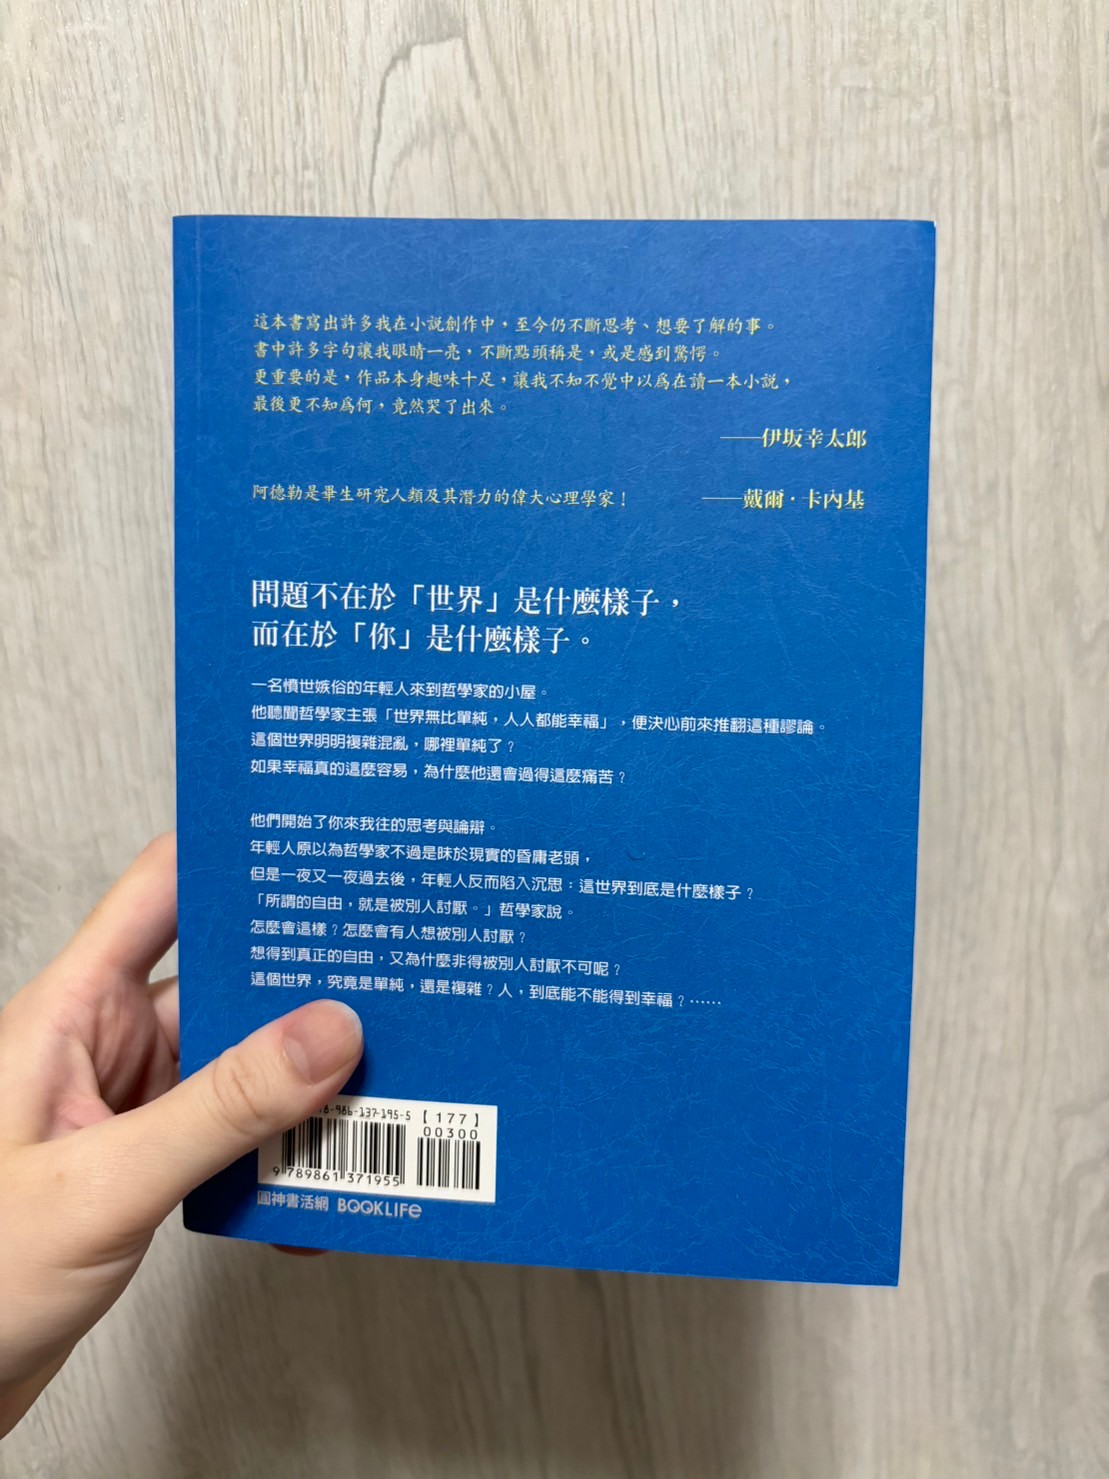 這本書寫出許多我在小說創作中，至今仍不斷思考、想要了解的事。
書中許多字句讓我眼睛一亮，不斷點頭稱是，或是感到驚愕。
更重要的是，作品本身趣味十足，讓我不知不覺中以為在讀一本小說，
最後更不知為何，竟然哭了出來。
——伊坂幸太郎
阿德勒是畢生研究人類及其潛力的偉大心理學家！ ——戴爾·卡內基
問題不在於「世界」是什麼樣子，
而在於「你」是什麼樣子。
一名憤世嫉俗的年輕人來到哲學家的小屋。
他聽聞哲學家主張「世界無比單純，人人都能幸福」，便決心前來推翻這種謬論。
這個世界明明複雜混亂，哪裡單純了？
如果幸福真的這麼容易，為什麼他還會過得這麼痛苦？
他們開始了你來我往的思考與論辯。
年輕人原以為哲學家不過是昧於現實的昏庸老頭，
但是一夜又一夜過去後，年輕人反而陷入沉思：這世界到底是什麼樣子？
「所謂的自由，就是被別人討厭。」哲學家說。
怎麼會這樣？怎麼會有人想被別人討厭？
想得到真正的自由，又為什麼非得被別人討厭不可呢？
這個世界，究竟是單純，還是複雜？人，到底能不能得到幸福？……
8-986-137-195-5 【177】
00300
9 789861 371955
圓神書活網 BOOKLIFe